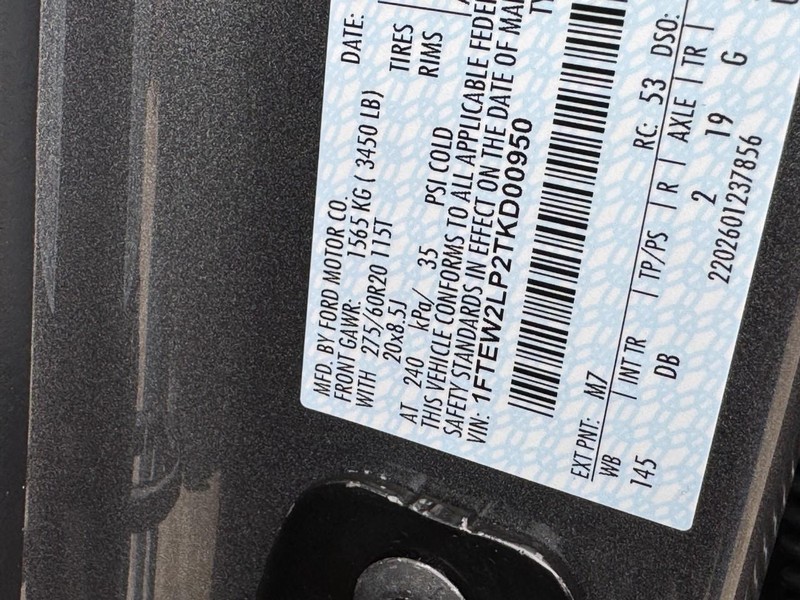 MFD. BY FORD MOTOR CO.
DATE:
FRONT GAWR: 1565 KG ( 3450 LB)
WITH 275/60R20 115T TIRES
20x8.5J RIMS
AT 240 kPa/ 35 PSI COLD
THIS VEHICLE CONFORMS TO ALL APPLICABLE FEDER
SAFETY STANDARDS IN EFFECT ON THE DATE OF MAN
VIN: 1FTEW2LP2TKD00950 TY
EXT PNT: M7 RC: 53 DSO:
WB INT TR TP/PS R AXLE TR
145 DB 2 19 G
2202601237856